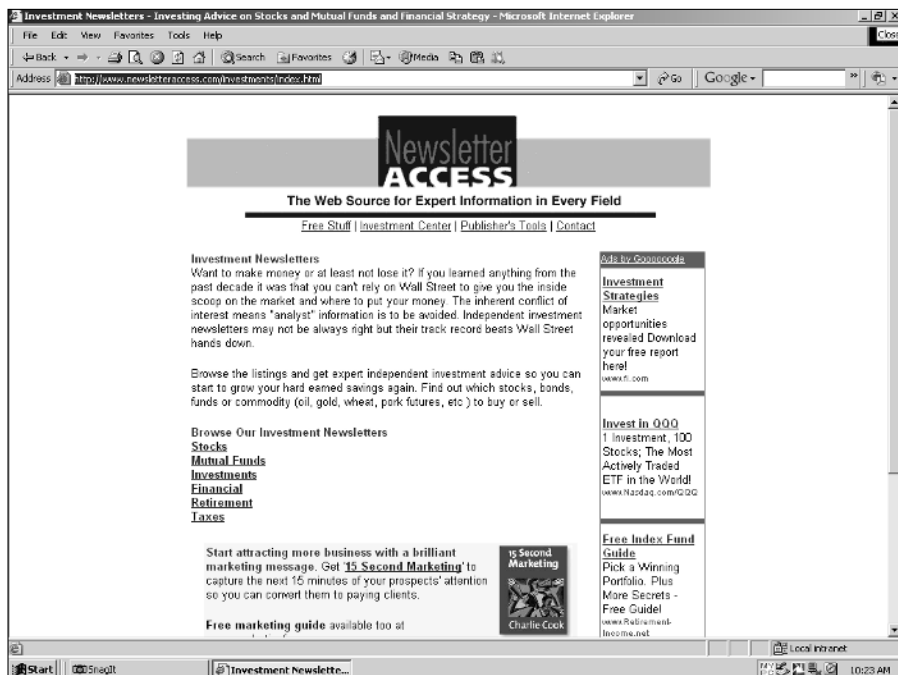 Investment Newsletters - Investing Advice on Stocks and Mutual Funds and Financial Strategy - Microsoft Internet Explorer
File Edit View Favorites Tools Help
Close
Back Search Favorites Media
Address http://www.newsletteraccess.com/investments/index.html Go Google
Newsletter
ACCESS
The Web Source for Expert Information in Every Field
Free Stuff | Investment Center | Publisher's Tools | Contact
Investment Newsletters
Want to make money or at least not lose it? If you learned anything from the
past decade it was that you can't rely on Wall Street to give you the inside
scoop on the market and where to put your money. The inherent conflict of
interest means "analyst" information is to be avoided. Independent investment
newsletters may not be always right but their track record beats Wall Street
hands down.
Browse the listings and get expert independent investment advice so you can
start to grow your hard earned savings again. Find out which stocks, bonds,
funds or commodity (oil, gold, wheat, pork futures, etc ) to buy or sell.
Browse Our Investment Newsletters
Stocks
Mutual Funds
Investments
Financial
Retirement
Taxes
Start attracting more business with a brilliant
marketing message. Get '15 Second Marketing' to
capture the next 15 minutes of your prospects' attention
so you can convert them to paying clients.
Free marketing guide available too at
15 Second
Marketing
Charlie Cook
Ads by Goooooogle
Investment
Strategies
Market
opportunities
revealed Download
your free report
here!
www.fi.com
Invest in QQQ
1 Investment, 100
Stocks; The Most
Actively Traded
ETF in the World!
www.Nasdaq.com/QQQ
Free Index Fund
Guide
Pick a Winning
Portfolio. Plus
More Secrets -
Free Guide!
www.Retirement-
Income.net
Local intranet
Start SnagIt Investment Newslette... 10:23 AM